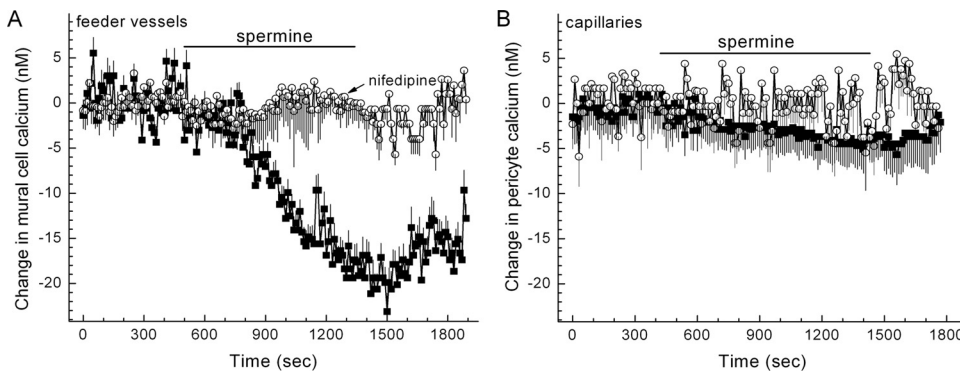 A
feeder vessels
spermine
nifedipine
Change in mural cell calcium (nM)
5
0
-5
-10
-15
-20
0 300 600 900 1200 1500 1800
Time (sec)
B
capillaries
spermine
Change in pericyte calcium (nM)
5
0
-5
-10
-15
-20
0 300 600 900 1200 1500 1800
Time (sec)